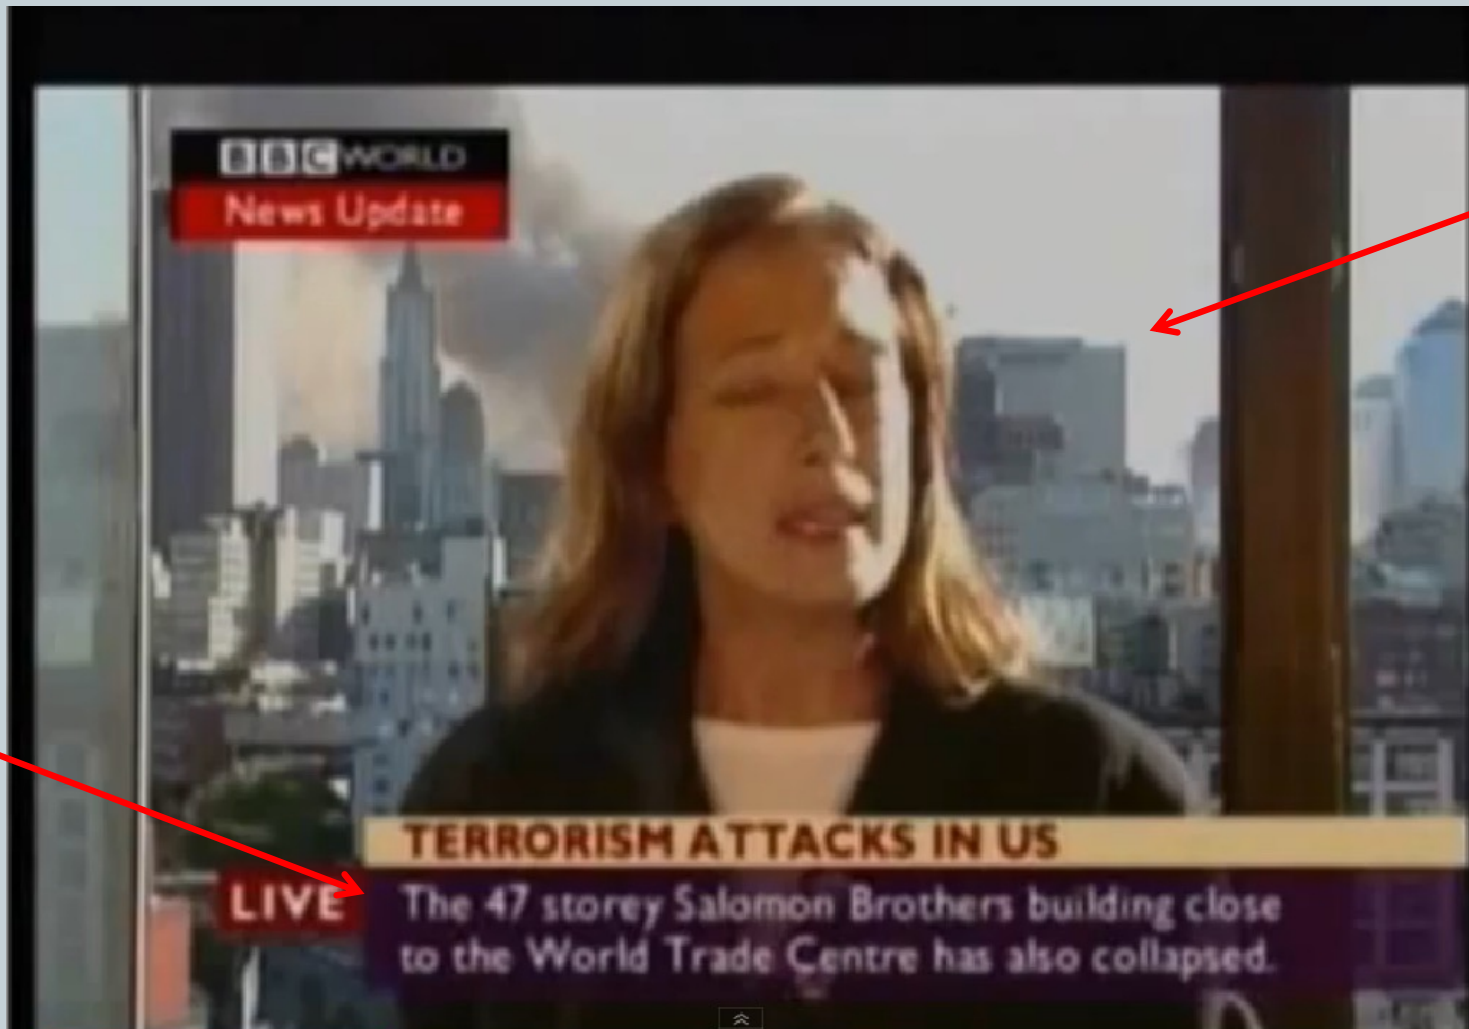 BBC WORLD
News Update
TERRORISM ATTACKS IN US
LIVE
The 47 storey Salomon Brothers building close
to the World Trade Centre has also collapsed.